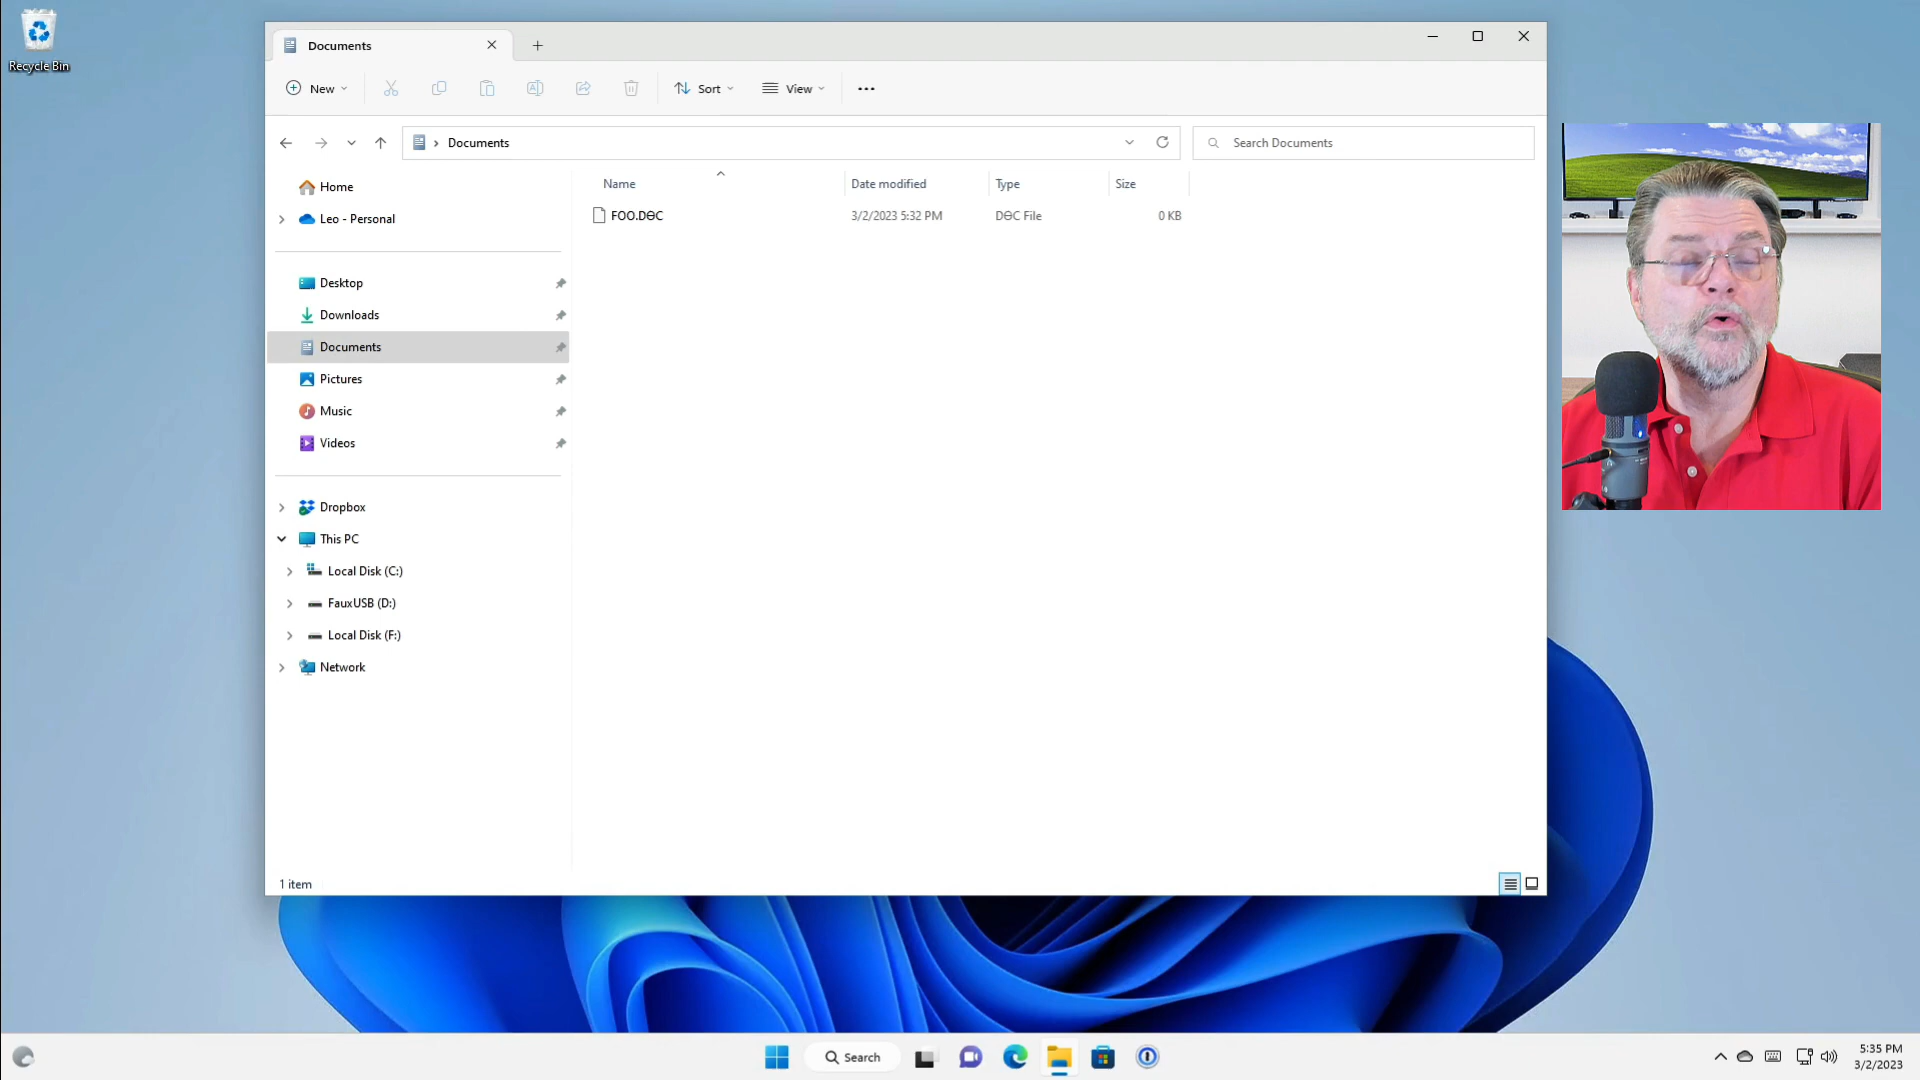 Recycle Bin
Documents
New
Sort
View
Documents
Search Documents
Name Date modified Type Size
FOO.DӨC 3/2/2023 5:32 PM DӨC File 0 KB
Home
Leo - Personal
Desktop
Downloads
Documents
Pictures
Music
Videos
Dropbox
This PC
Local Disk (C:)
FauxUSB (D:)
Local Disk (F:)
Network
1 item
Search
5:35 PM
3/2/2023